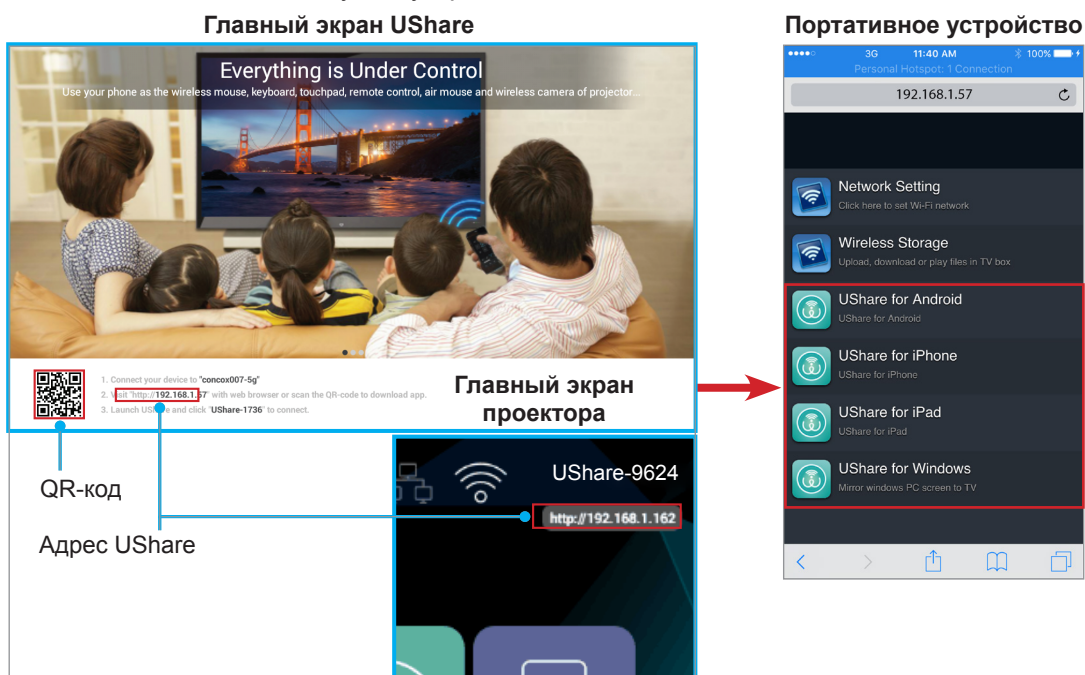 Главный экран UShare
Everything is Under Control
Use your phone as the wireless mouse, keyboard, touchpad, remote control, air mouse and wireless camera of projector...
1. Connect your device to "concox007-5g"
2. Visit "http://192.168.1.57" with web browser or scan the QR-code to download app.
3. Launch UShare and click "UShare-1736" to connect.
QR-код
Адрес UShare
Главный экран
проектора
UShare-9624
http://192.168.1.162
Портативное устройство
3G 11:40 AM 100%
Personal Hotspot: 1 Connection
192.168.1.57
Network Setting
Click here to set Wi-Fi network
Wireless Storage
Upload, download or play files in TV box
UShare for Android
UShare for Android
UShare for iPhone
UShare for iPhone
UShare for iPad
UShare for iPad
UShare for Windows
Mirror windows PC screen to TV